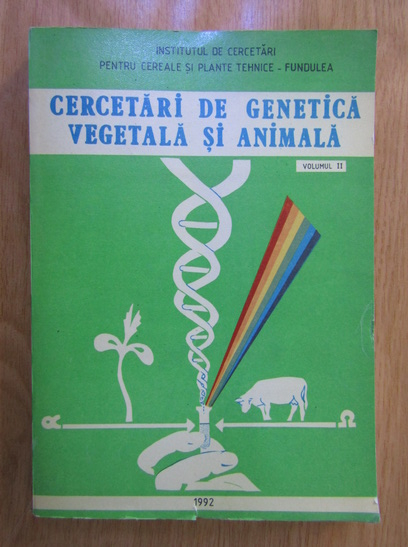 INSTITUTUL DE CERCETĂRI
PENTRU CEREALE ȘI PLANTE TEHNICE - FUNDULEA
CERCETĂRI DE GENETICĂ
VEGETALĂ ȘI ANIMALĂ
VOLUMUL II
α Ω
1992